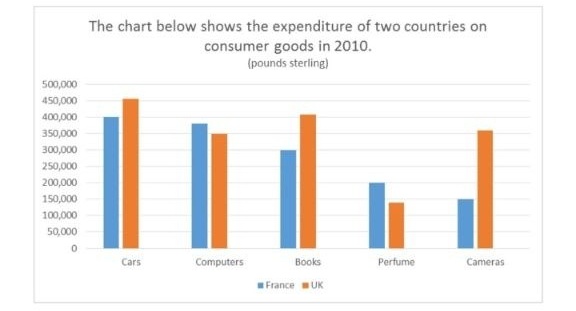 The chart below shows the expenditure of two countries on
consumer goods in 2010.
(pounds sterling)
500,000
450,000
400,000
350,000
300,000
250,000
200,000
150,000
100,000
50,000
0
Cars Computers Books Perfume Cameras
France UK